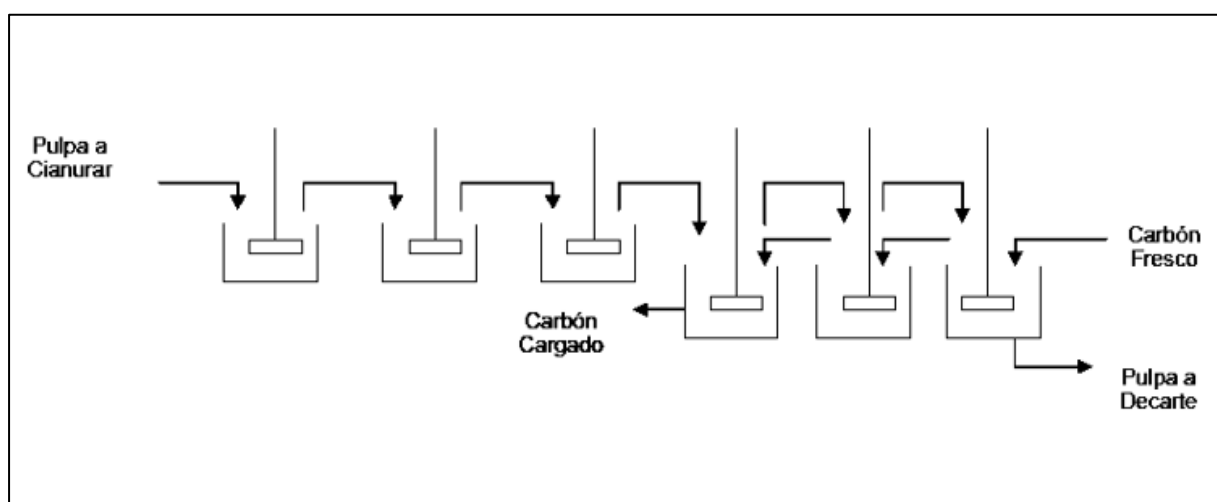 Pulpa a
Cianurar
Carbón
Fresco
Carbón
Cargado
Pulpa a
Decarte